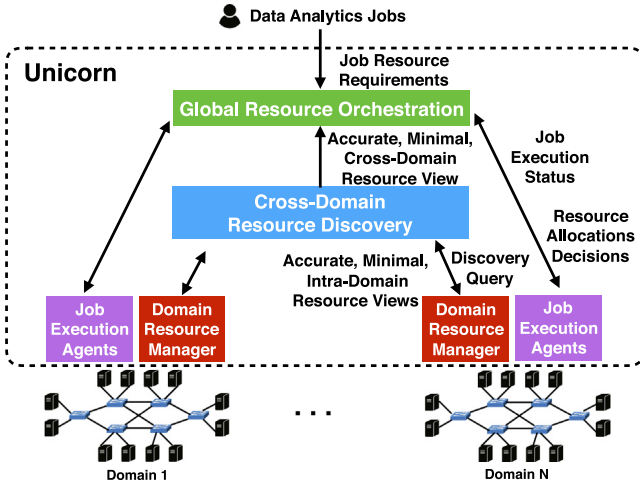 Data Analytics Jobs
Unicorn
Job Resource
Requirements
Global Resource Orchestration
Accurate, Minimal,
Cross-Domain
Resource View
Job
Execution
Status
Cross-Domain
Resource Discovery
Resource
Allocations
Decisions
Accurate, Minimal,
Intra-Domain
Resource Views
Discovery
Query
Job
Execution
Agents
Domain
Resource
Manager
Domain
Resource
Manager
Job
Execution
Agents
. . .
Domain 1
Domain N